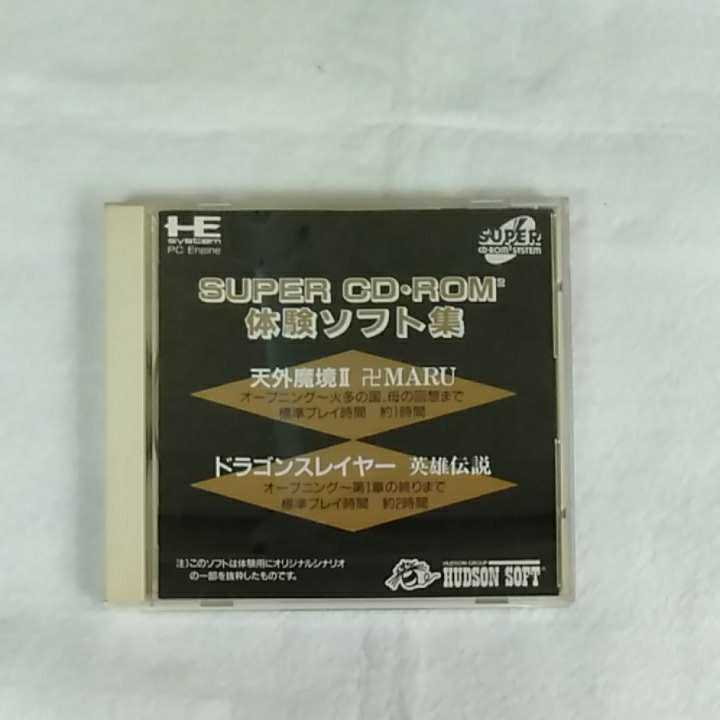 HE
system
PC Engine
SUPER
CD-ROM² SYSTEM
SUPER CD・ROM²
体験ソフト集
天外魔境II 卍MARU
オープニング～火多の国、母の回想まで
標準プレイ時間 約1時間
ドラゴンスレイヤー 英雄伝説
オープニング～第1章の終りまで
標準プレイ時間 約2時間
注)このソフトは体験用にオリジナルシナリオ
の一部を抜粋したものです。
HUDSON GROUP
HUDSON SOFT®